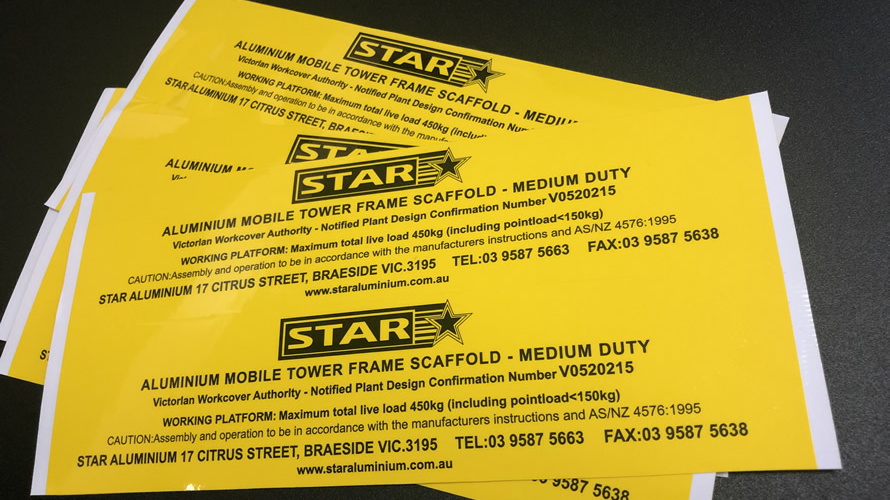 STAR
ALUMINIUM MOBILE TOWER FRAME SCAFFOLD - MEDIUM
Victorian Workcover Authority - Notified Plant Design Confirmation
WORKING PLATFORM: Maximum total live load 450kg
CAUTION:Assembly and operation to be in accordance with the
STAR ALUMINIUM 17 CITRUS STREET,
ALUMINIUM
STAR
ALUMINIUM MOBILE TOWER FRAME SCAFFOLD - MEDIUM DUTY
Victorian Workcover Authority - Notified Plant Design Confirmation Number V0520215
WORKING PLATFORM: Maximum total live load 450kg (including pointload<150kg)
CAUTION:Assembly and operation to be in accordance with the manufacturers instructions and AS/NZ 4576:1995
STAR ALUMINIUM 17 CITRUS STREET, BRAESIDE VIC.3195 TEL:03 9587 5663 FAX:03 9587 5638
www.staraluminium.com.au
STAR
ALUMINIUM MOBILE TOWER FRAME SCAFFOLD - MEDIUM DUTY
Victorian Workcover Authority - Notified Plant Design Confirmation Number V0520215
WORKING PLATFORM: Maximum total live load 450kg (including pointload<150kg)
CAUTION:Assembly and operation to be in accordance with the manufacturers instructions and AS/NZ 4576:1995
STAR ALUMINIUM 17 CITRUS STREET, BRAESIDE VIC.3195 TEL:03 9587 5663 FAX:03 9587 5638
www.staraluminium.com.au
9587 5638